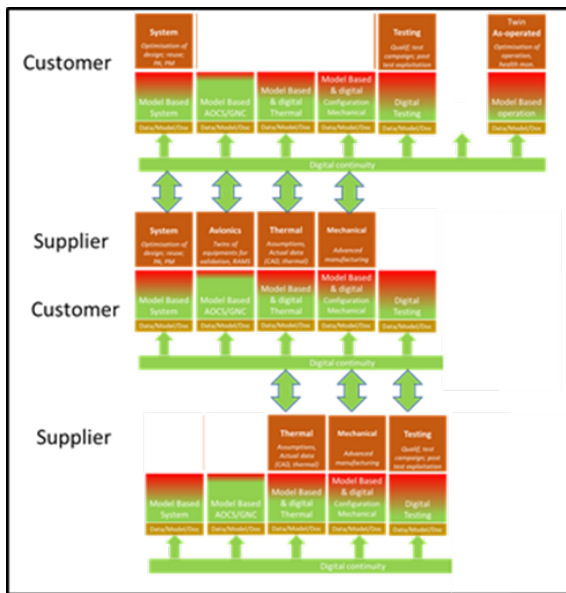 Customer
System
Optimisation of
design; reuse;
PA, PM
Testing
Qualif, test
campaign, post
test exploitation
Twin
As-operated
Optimisation of
operation,
health mon.
Model Based
System
Model Based
AOCS/GNC
Model Based
& digital
Thermal
Model Based
& digital
Configuration
Mechanical
Digital
Testing
Model Based
operation
Data/Model/Doc
Data/Model/Doc
Data/Model/Doc
Data/Model/Doc
Data/Model/Doc
Data/Model/Doc
Digital continuity
Supplier
System
Optimisation of
design; reuse;
PA, PM
Avionics
Twins of
equipments for
validation, RAMS
Thermal
Assumptions,
Actual data
(CAD, thermal)
Mechanical
Advanced
manufacturing
Customer
Model Based
System
Model Based
AOCS/GNC
Model Based
& digital
Thermal
Model Based
& digital
Configuration
Mechanical
Digital
Testing
Data/Model/Doc
Data/Model/Doc
Data/Model/Doc
Data/Model/Doc
Data/Model/Doc
Digital continuity
Supplier
Thermal
Assumptions,
Actual data
(CAD, thermal)
Mechanical
Advanced
manufacturing
Testing
Qualif, test
campaign, post
test exploitation
Model Based
System
Model Based
AOCS/GNC
Model Based
& digital
Thermal
Model Based
& digital
Configuration
Mechanical
Digital
Testing
Data/Model/Doc
Data/Model/Doc
Data/Model/Doc
Data/Model/Doc
Data/Model/Doc
Digital continuity